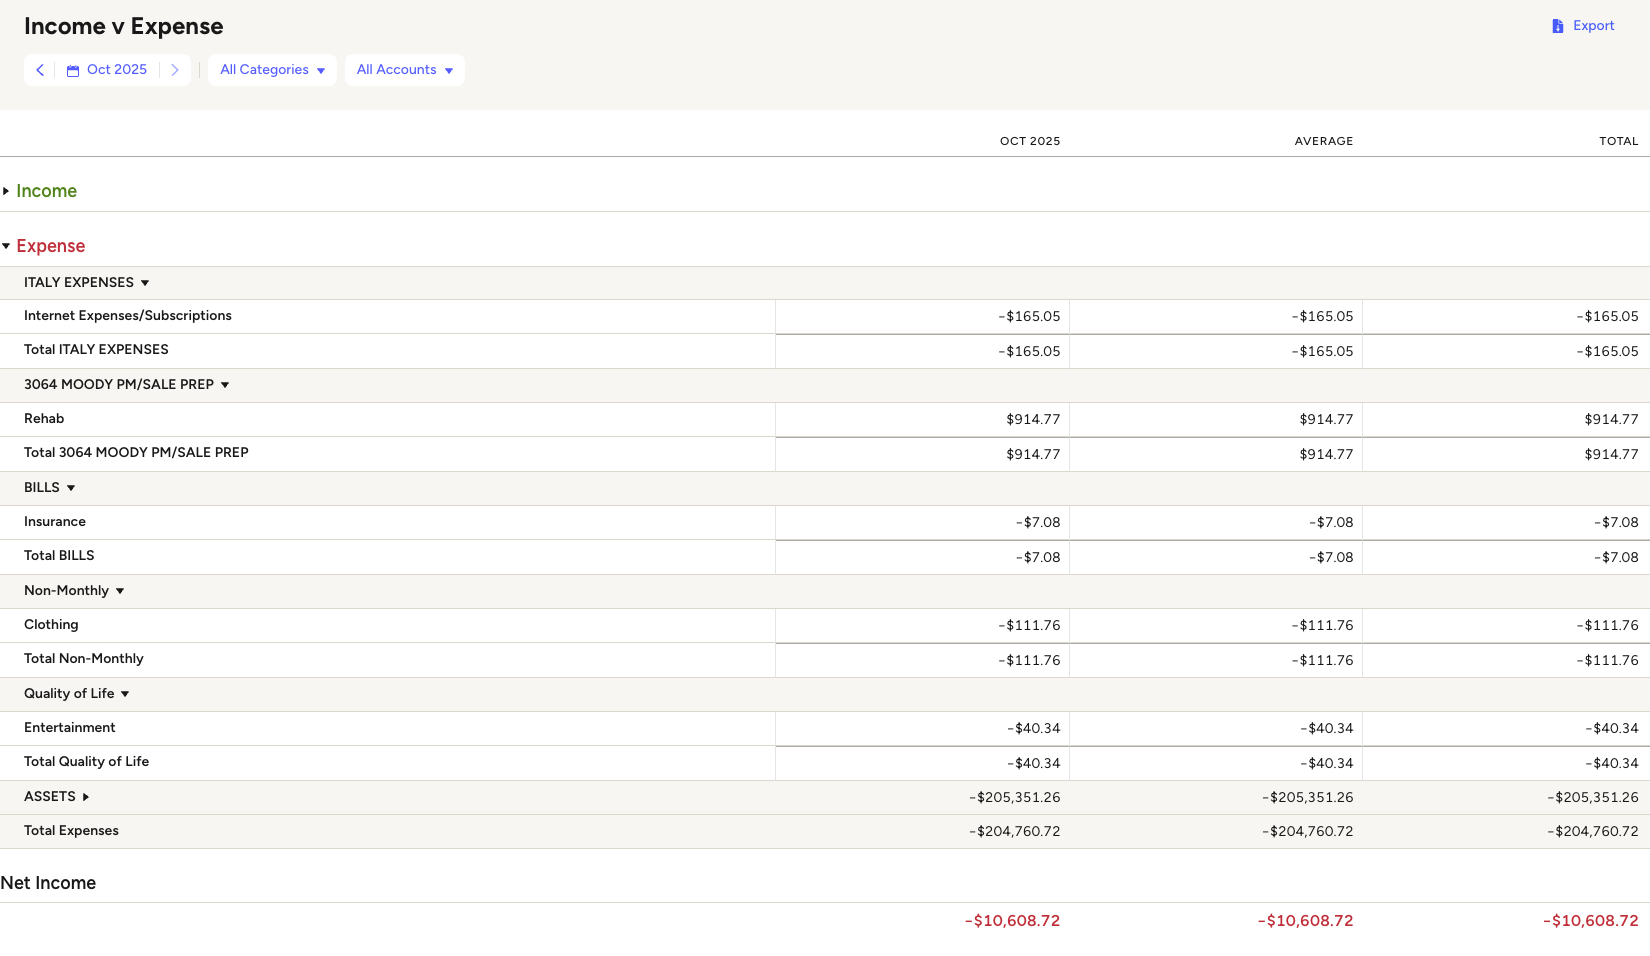 Income v Expense
Export
Oct 2025 All Categories All Accounts
OCT 2025 AVERAGE TOTAL
Income
Expense
ITALY EXPENSES
Internet Expenses/Subscriptions -$165.05 -$165.05 -$165.05
Total ITALY EXPENSES -$165.05 -$165.05 -$165.05
3064 MOODY PM/SALE PREP
Rehab $914.77 $914.77 $914.77
Total 3064 MOODY PM/SALE PREP $914.77 $914.77 $914.77
BILLS
Insurance -$7.08 -$7.08 -$7.08
Total BILLS -$7.08 -$7.08 -$7.08
Non-Monthly
Clothing -$111.76 -$111.76 -$111.76
Total Non-Monthly -$111.76 -$111.76 -$111.76
Quality of Life
Entertainment -$40.34 -$40.34 -$40.34
Total Quality of Life -$40.34 -$40.34 -$40.34
ASSETS -$205,351.26 -$205,351.26 -$205,351.26
Total Expenses -$204,760.72 -$204,760.72 -$204,760.72
Net Income
-$10,608.72 -$10,608.72 -$10,608.72